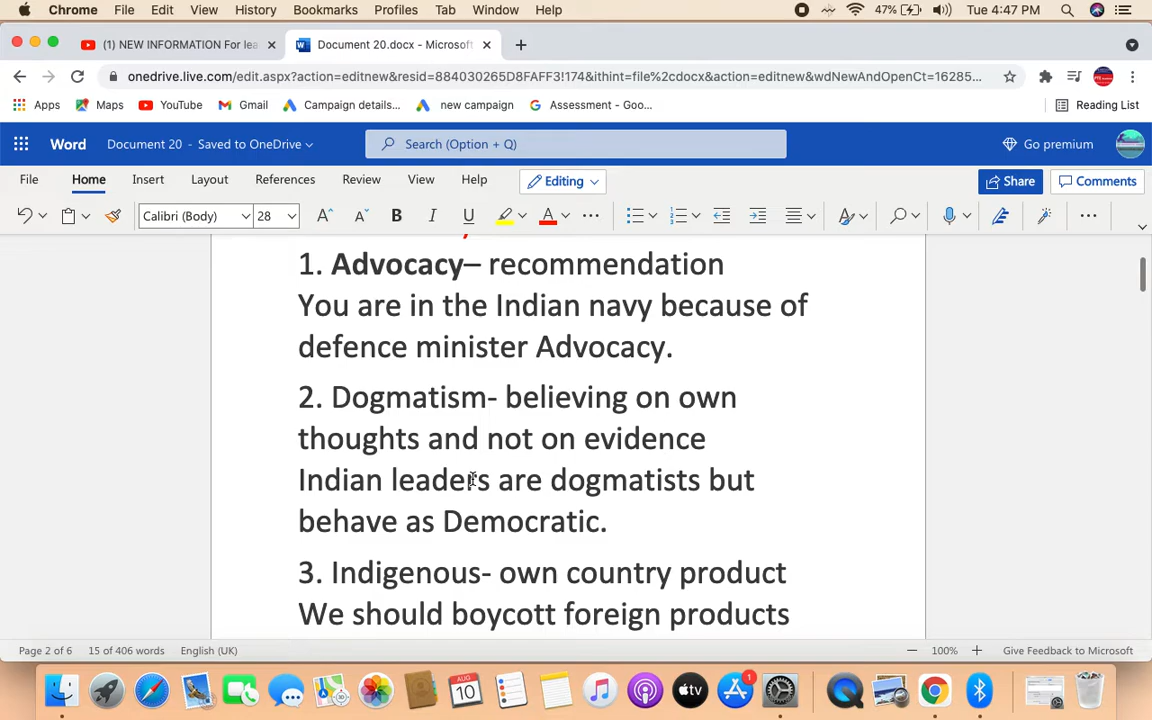 Chrome File Edit View History Bookmarks Profiles Tab Window Help 47% Tue 4:47 PM
(1) NEW INFORMATION For lea Document 20.docx - Microsoft
onedrive.live.com/edit.aspx?action=editnew&resid=884030265D8FAFF3!174&ithint=file%2cdocx&action=editnew&wdNewAndOpenCt=16285...
Apps Maps YouTube Gmail Campaign details... new campaign Assessment - Goo... Reading List
Word Document 20 - Saved to OneDrive Search (Option + Q) Go premium
File Home Insert Layout References Review View Help Editing Share Comments
Calibri (Body) 28 A A B I U A
1. Advocacy– recommendation
You are in the Indian navy because of
defence minister Advocacy.
2. Dogmatism- believing on own
thoughts and not on evidence
Indian leaders are dogmatists but
behave as Democratic.
3. Indigenous- own country product
We should boycott foreign products
Page 2 of 6 15 of 406 words English (UK) 100% Give Feedback to Microsoft
AUG
10
tv
1